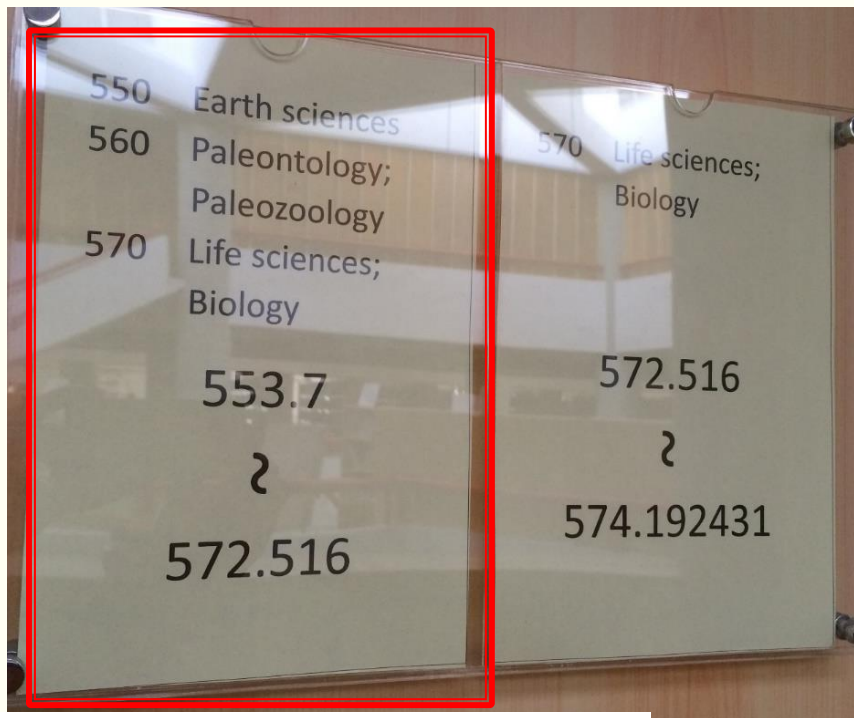 550 Earth sciences
560 Paleontology;
Paleozoology
570 Life sciences;
Biology
553.7
~
572.516
570 Life sciences;
Biology
572.516
~
574.192431